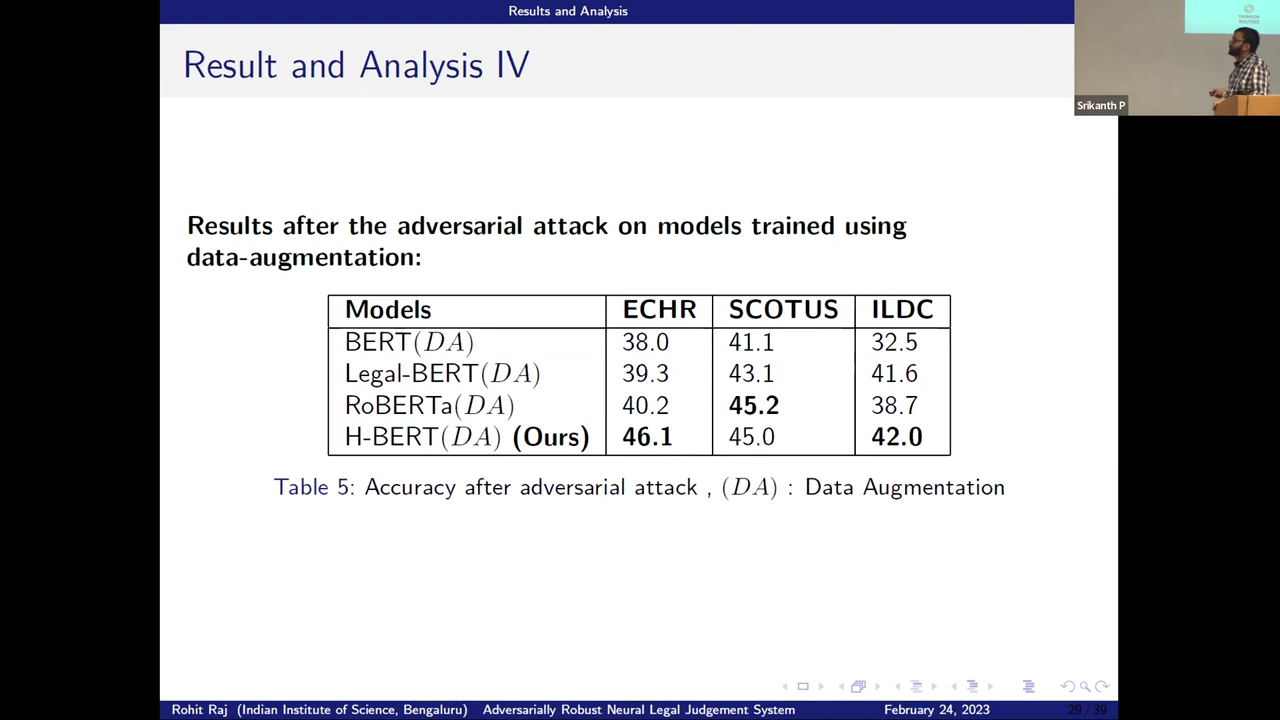 Results and Analysis
Result and Analysis IV
THOMSON
REUTERS
Srikanth P
Results after the adversarial attack on models trained using
data-augmentation:
Models ECHR SCOTUS ILDC
BERT(DA) 38.0 41.1 32.5
Legal-BERT(DA) 39.3 43.1 41.6
RoBERTa(DA) 40.2 45.2 38.7
H-BERT(DA) (Ours) 46.1 45.0 42.0
Table 5: Accuracy after adversarial attack , (DA) : Data Augmentation
Rohit Raj (Indian Institute of Science, Bengaluru) Adversarially Robust Neural Legal Judgement System February 24, 2023 29 / 39